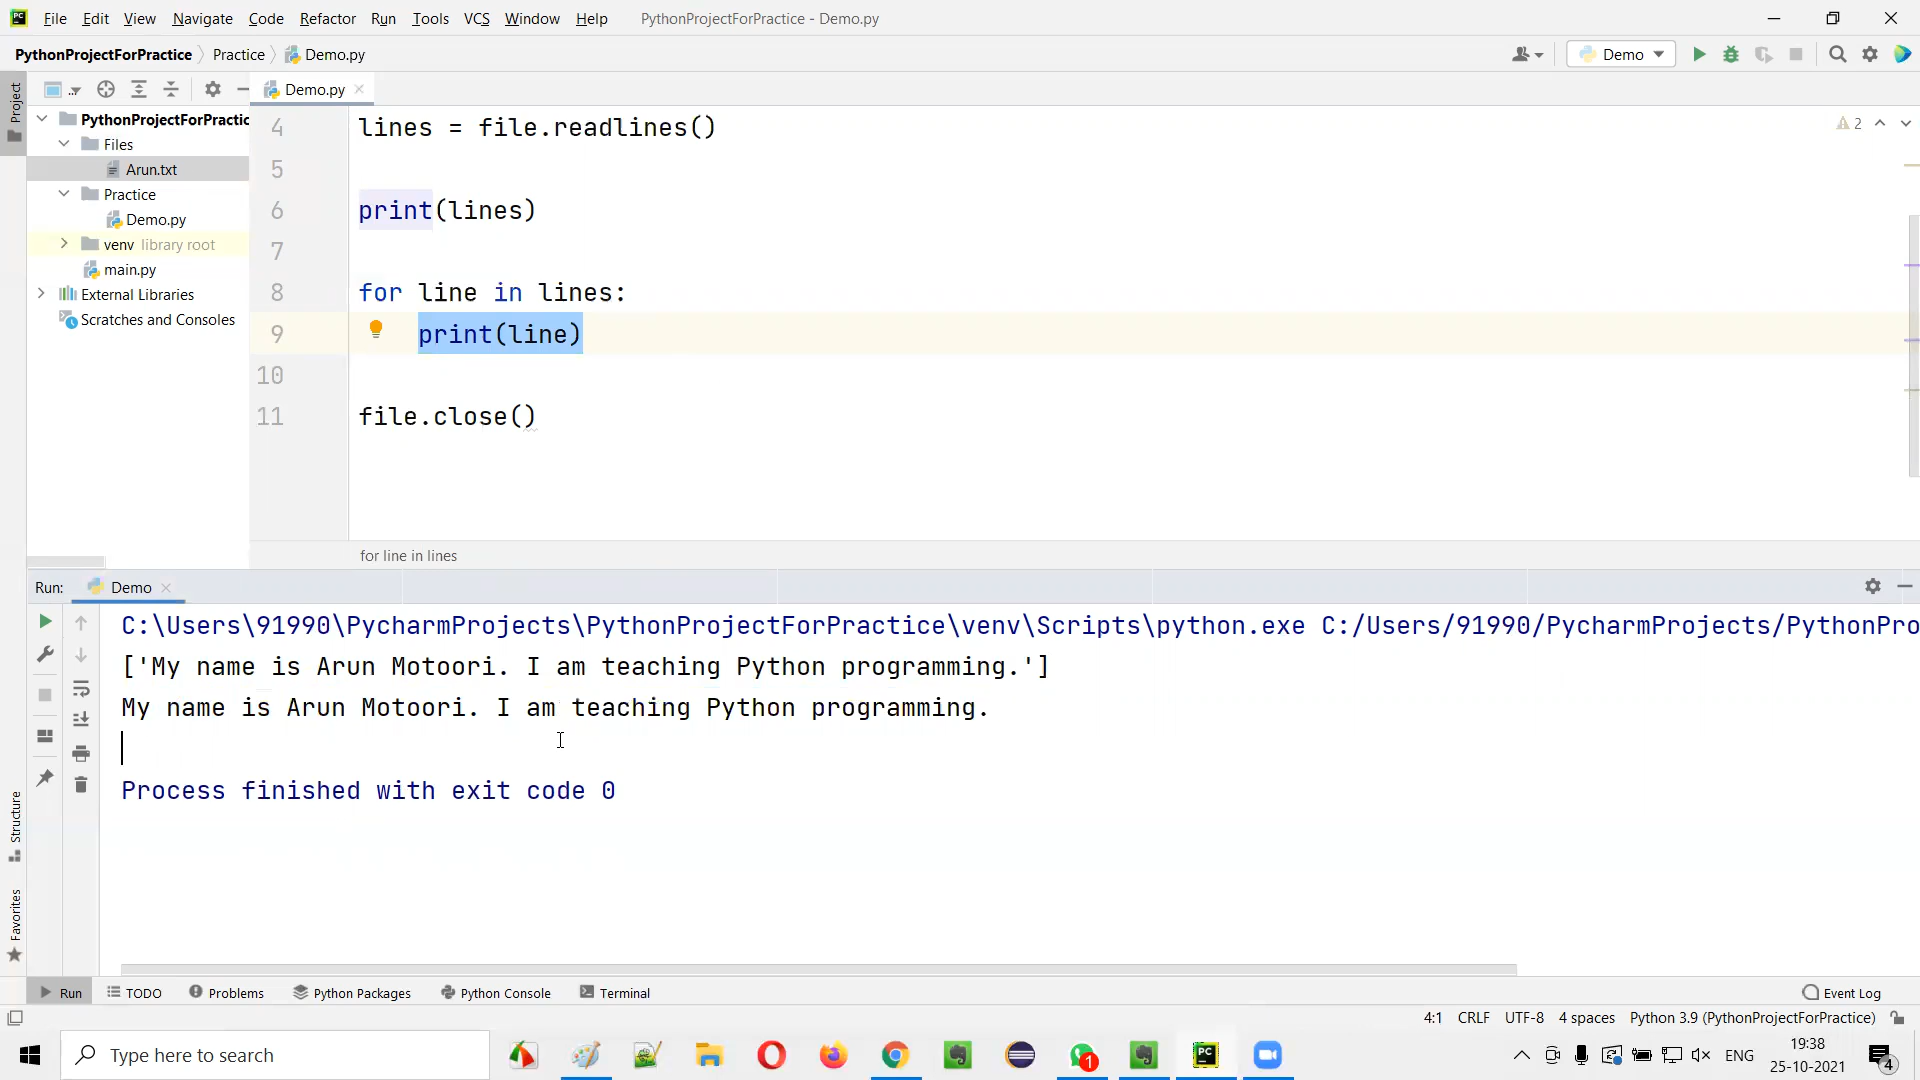 File Edit View Navigate Code Refactor Run Tools VCS Window Help PythonProjectForPractice - Demo.py
PythonProjectForPractice Practice Demo.py Demo
Project
Demo.py
PythonProjectForPractic
Files
Arun.txt
Practice
Demo.py
venv library root
main.py
External Libraries
Scratches and Consoles
4 lines = file.readlines()
5
6 print(lines)
7
8 for line in lines:
9 print(line)
10
11 file.close()
2
for line in lines
Run: Demo
C:\Users\91990\PycharmProjects\PythonProjectForPractice\venv\Scripts\python.exe C:/Users/91990/PycharmProjects/PythonPro
['My name is Arun Motoori. I am teaching Python programming.']
My name is Arun Motoori. I am teaching Python programming.
Process finished with exit code 0
Structure
Favorites
Run TODO Problems Python Packages Python Console Terminal Event Log
4:1 CRLF UTF-8 4 spaces Python 3.9 (PythonProjectForPractice)
Type here to search
PC
1
ENG
19:38
25-10-2021
4